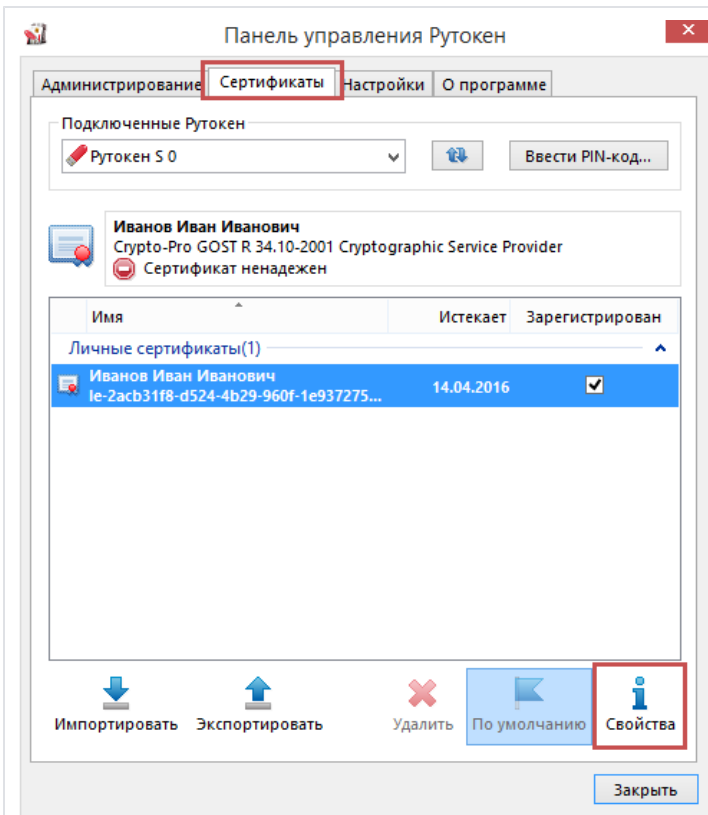 Панель управления Рутокен
Администрирование Сертификаты Настройки О программе
Подключенные Рутокен
Рутокен S 0 Ввести PIN-код...
Иванов Иван Иванович
Crypto-Pro GOST R 34.10-2001 Cryptographic Service Provider
Сертификат ненадежен
Имя Истекает Зарегистрирован
Личные сертификаты(1)
Иванов Иван Иванович
le-2acb31f8-d524-4b29-960f-1e937275... 14.04.2016
Импортировать Экспортировать Удалить По умолчанию Свойства
Закрыть